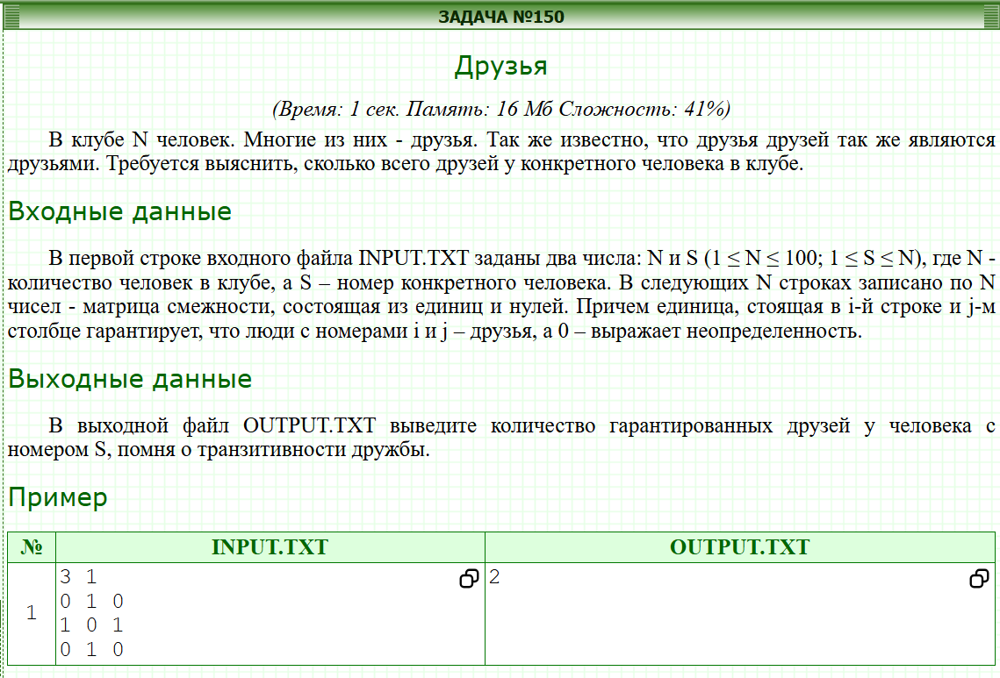 ЗАДАЧА №150
Друзья
(Время: 1 сек. Память: 16 Мб Сложность: 41%)
В клубе N человек. Многие из них - друзья. Так же известно, что друзья друзей так же являются
друзьями. Требуется выяснить, сколько всего друзей у конкретного человека в клубе.
Входные данные
В первой строке входного файла INPUT.TXT заданы два числа: N и S (1 ≤ N ≤ 100; 1 ≤ S ≤ N), где N -
количество человек в клубе, а S – номер конкретного человека. В следующих N строках записано по N
чисел - матрица смежности, состоящая из единиц и нулей. Причем единица, стоящая в i-й строке и j-м
столбце гарантирует, что люди с номерами i и j – друзья, а 0 – выражает неопределенность.
Выходные данные
В выходной файл OUTPUT.TXT выведите количество гарантированных друзей у человека с
номером S, помня о транзитивности дружбы.
Пример
№ INPUT.TXT OUTPUT.TXT
3 1 2
0 1 0
1
1 0 1
0 1 0